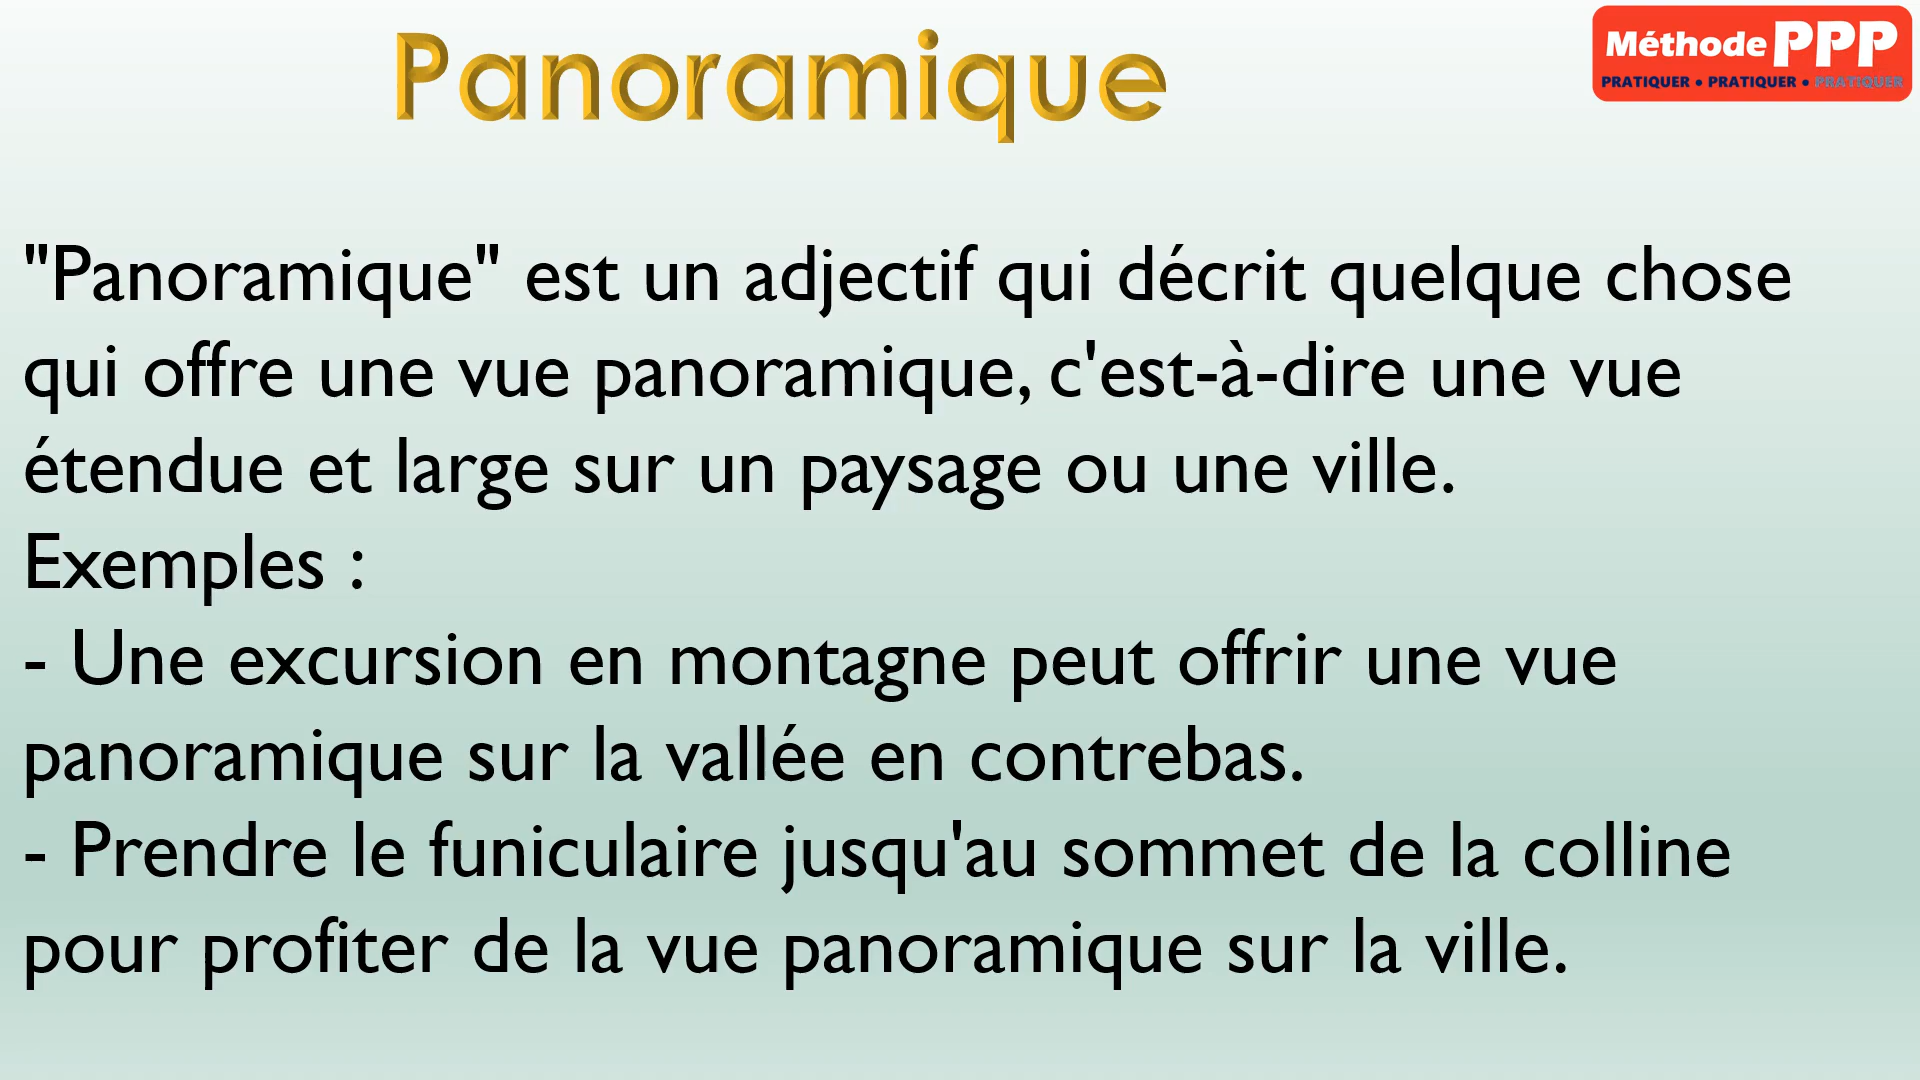 Panoramique
Méthode PPP
PRATIQUER • PRATIQUER • PRATIQUER
"Panoramique" est un adjectif qui décrit quelque chose
qui offre une vue panoramique, c'est-à-dire une vue
étendue et large sur un paysage ou une ville.
Exemples :
- Une excursion en montagne peut offrir une vue
panoramique sur la vallée en contrebas.
- Prendre le funiculaire jusqu'au sommet de la colline
pour profiter de la vue panoramique sur la ville.